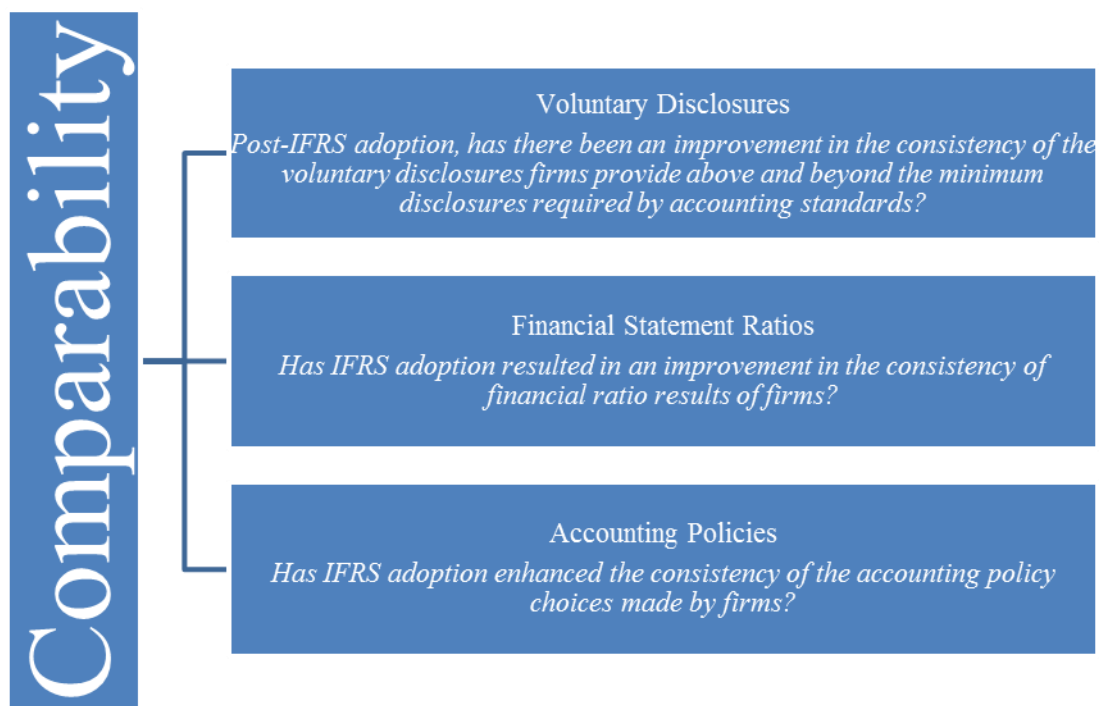 Comparability
Voluntary Disclosures
Post-IFRS adoption, has there been an improvement in the consistency of the
voluntary disclosures firms provide above and beyond the minimum
disclosures required by accounting standards?
Financial Statement Ratios
Has IFRS adoption resulted in an improvement in the consistency of
financial ratio results of firms?
Accounting Policies
Has IFRS adoption enhanced the consistency of the accounting policy
choices made by firms?